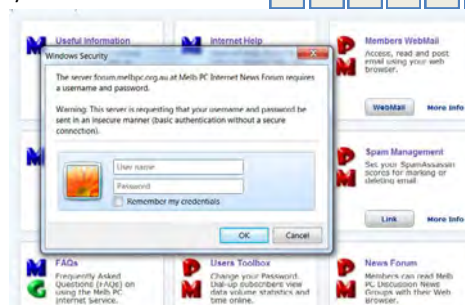 Useful Information
Internet Help
Members WebMail
Access, read and post
email using your web
browser.
WebMail
More Info
Windows Security
The server forum.melbpc.org.au at Melb PC Internet News Forum requires
a username and password.
Warning: This server is requesting that your username and password be
sent in an insecure manner (basic authentication without a secure
connection).
User name
Password
Remember my credentials
OK
Cancel
Spam Management
Set your SpamAssassin
scores for marking or
deleting email.
Link
More Info
FAQs
Frequently Asked
Questions (FAQs) on
using the Melb PC
Internet Service.
Users Toolbox
Change your Password.
Dial-up subscribers view
data volume statistics and
time online.
News Forum
Members can read Melb
PC Discussion News
Groups with their Web
Browser.